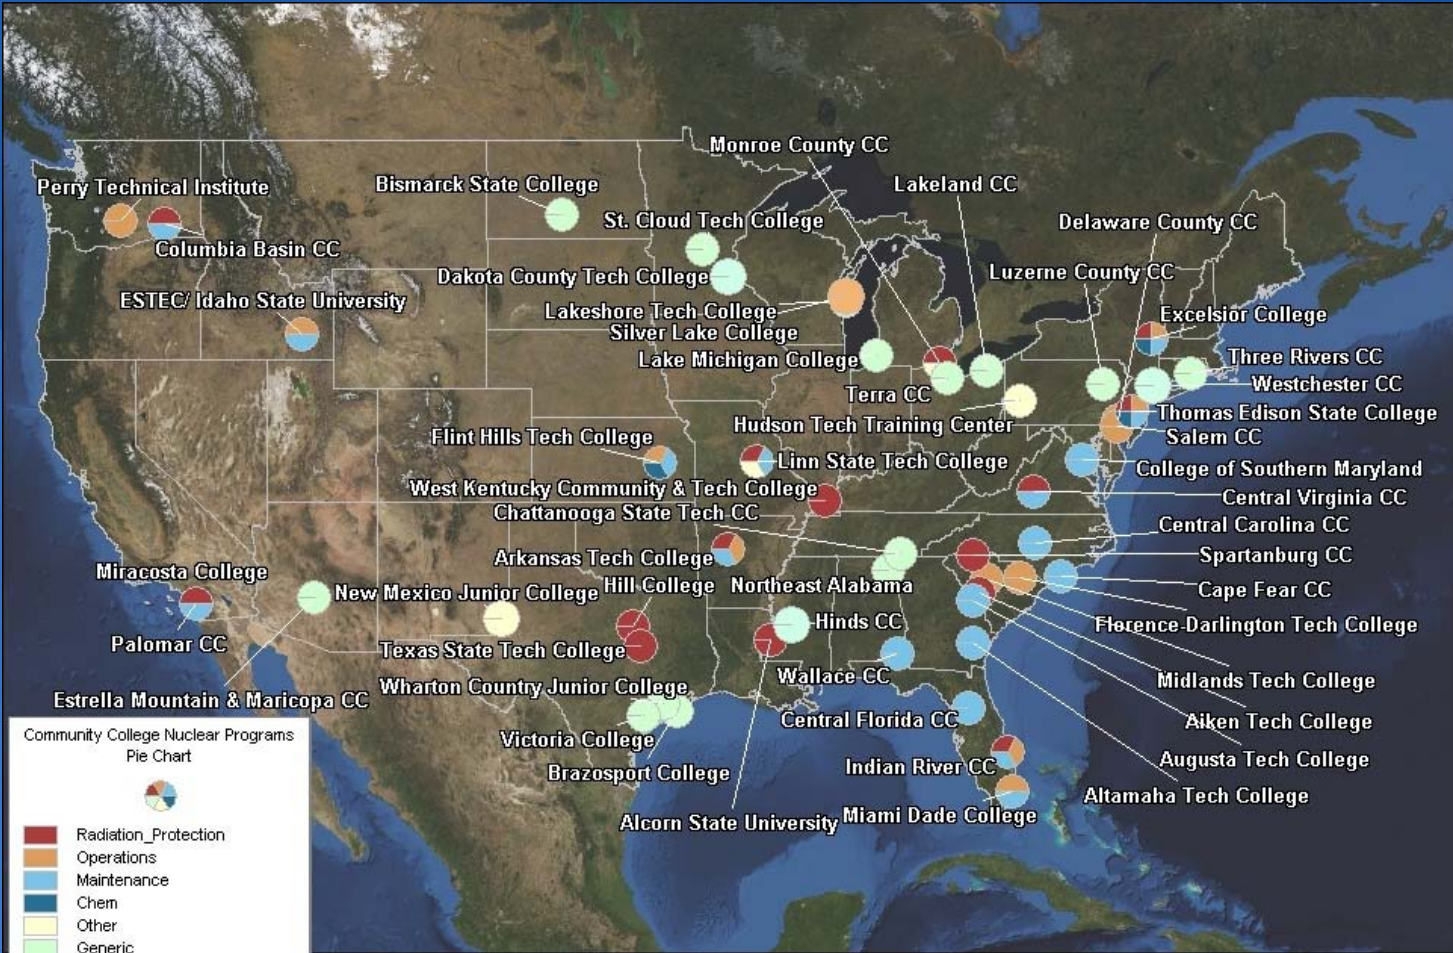 Monroe County CC
Perry Technical Institute
Bismarck State College
Lakeland CC
St. Cloud Tech College
Delaware County CC
Columbia Basin CC
Dakota County Tech College
Luzerne County CC
ESTEC/ Idaho State University
Lakeshore Tech College
Excelsior College
Silver Lake College
Lake Michigan College
Three Rivers CC
Westchester CC
Terra CC
Thomas Edison State College
Hudson Tech Training Center
Salem CC
Flint Hills Tech College
Linn State Tech College
College of Southern Maryland
West Kentucky Community & Tech College
Central Virginia CC
Chattanooga State Tech CC
Central Carolina CC
Arkansas Tech College
Spartanburg CC
Miracosta College
Hill College
Northeast Alabama
New Mexico Junior College
Cape Fear CC
Hinds CC
Florence-Darlington Tech College
Palomar CC
Texas State Tech College
Wallace CC
Midlands Tech College
Wharton Country Junior College
Estrella Mountain & Maricopa CC
Central Florida CC
Aiken Tech College
Victoria College
Augusta Tech College
Indian River CC
Brazosport College
Altamaha Tech College
Alcorn State University
Miami Dade College
Community College Nuclear Programs
Pie Chart
Radiation_Protection
Operations
Maintenance
Chem
Other
Generic